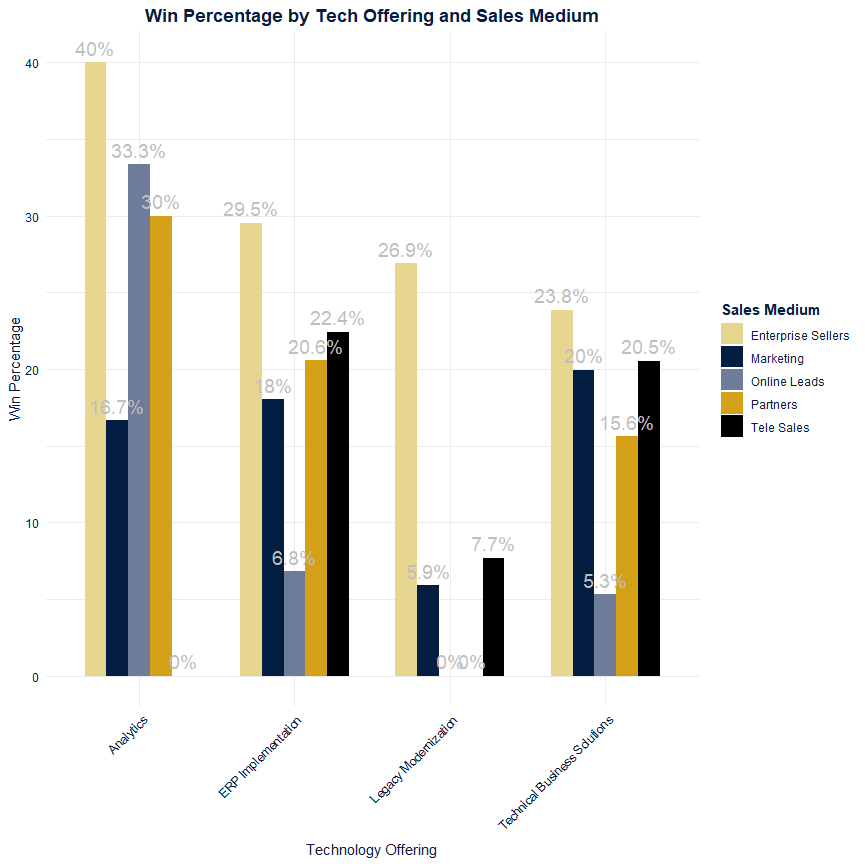 Win Percentage by Tech Offering and Sales Medium
40%
33.3%
30%
16.7%
0%
29.5%
18%
6.8%
20.6%
22.4%
26.9%
5.9%
0%
0%
7.7%
23.8%
20%
5.3%
15.6%
20.5%
40
30
20
10
0
Win Percentage
Analytics
ERP Implementation
Legacy Modernization
Technical Business Solutions
Technology Offering
Sales Medium
Enterprise Sellers
Marketing
Online Leads
Partners
Tele Sales